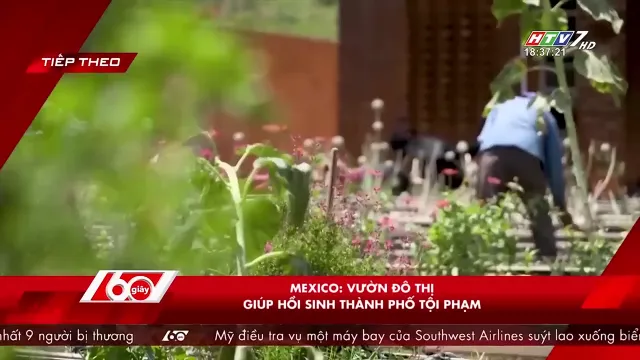 TIẾP THEO
HTV7 HD
18:37:21
60 giây
MEXICO: VƯỜN ĐÔ THỊ
GIÚP HỒI SINH THÀNH PHỐ TỘI PHẠM
nhất 9 người bị thương 60 giây Mỹ điều tra vụ một máy bay của Southwest Airlines suýt lao xuống biển